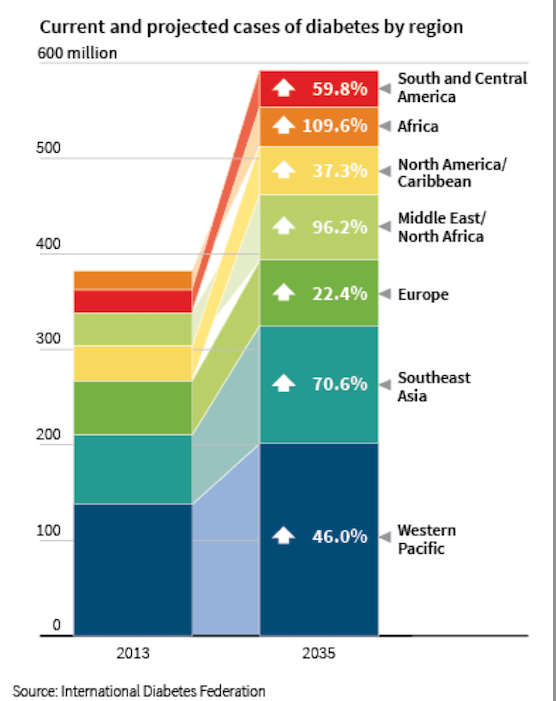 Current and projected cases of diabetes by region
600 million
59.8%
South and Central
America
109.6%
Africa
500
37.3%
North America/
Caribbean
96.2%
Middle East/
North Africa
400
22.4%
Europe
300
70.6%
Southeast
Asia
200
46.0%
Western
Pacific
100
0
2013
2035
Source: International Diabetes Federation